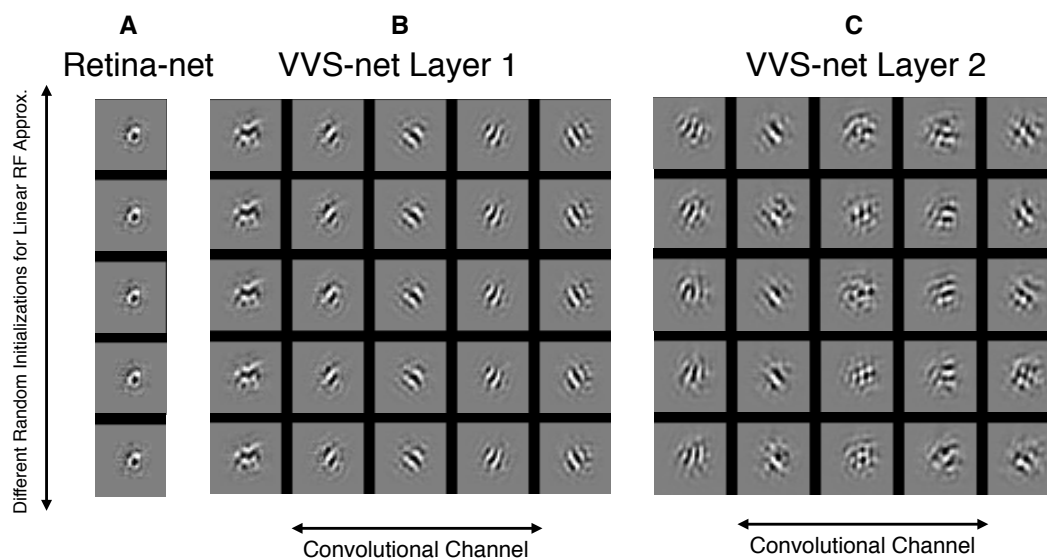 A
B
C
Retina-net
VVS-net Layer 1
VVS-net Layer 2
Different Random Initializations for Linear RF Approx.
Convolutional Channel
Convolutional Channel